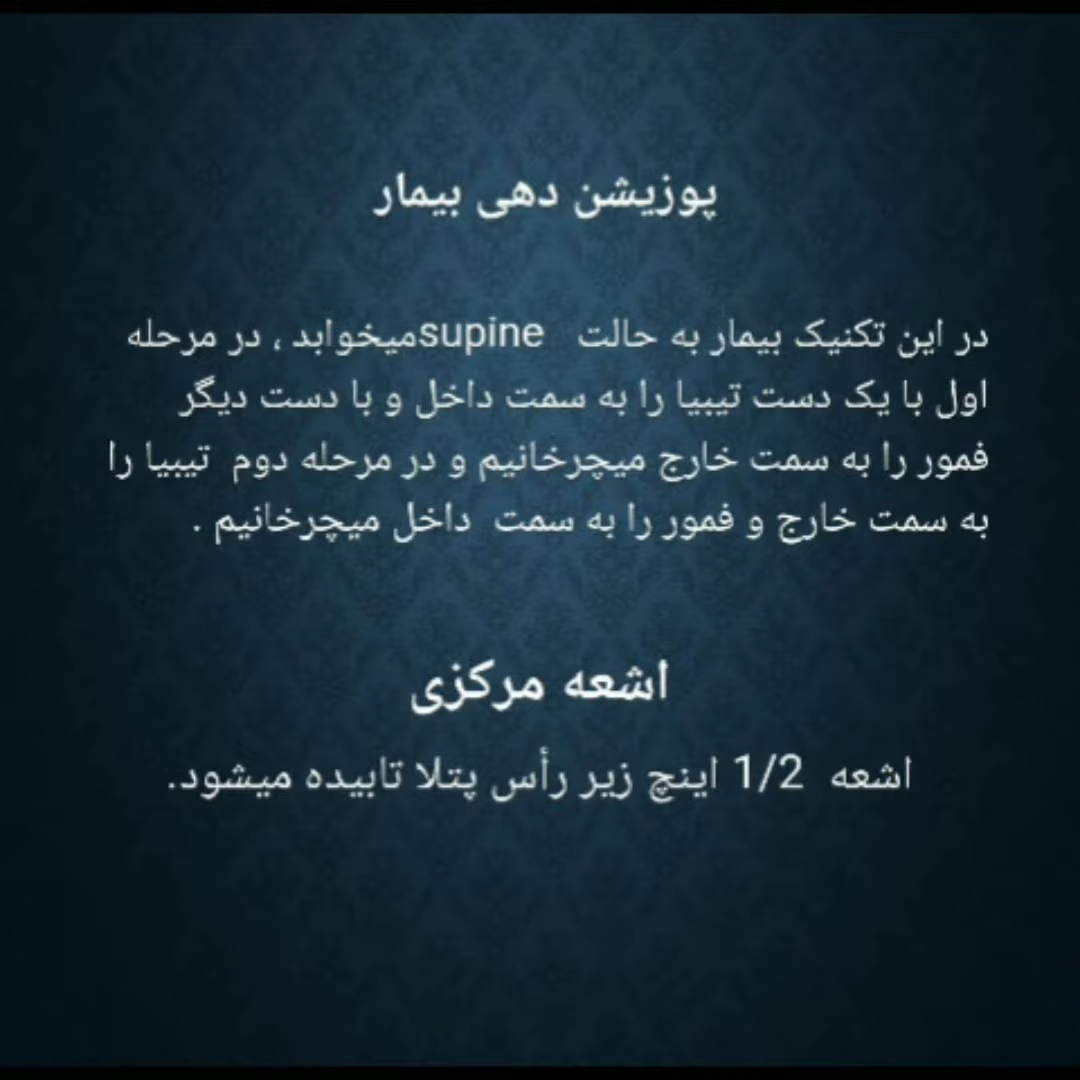 پوزیشن دهی بیمار
در این تکنیک بیمار به حالت supineمیخوابد ، در مرحله
اول با یک دست تیبیا را به سمت داخل و با دست دیگر
فمور را به سمت خارج میچرخانیم و در مرحله دوم تیبیا را
به سمت خارج و فمور را به سمت داخل میچرخانیم .
اشعه مرکزی
اشعه 1/2 اینچ زیر رأس پتلا تابیده میشود.